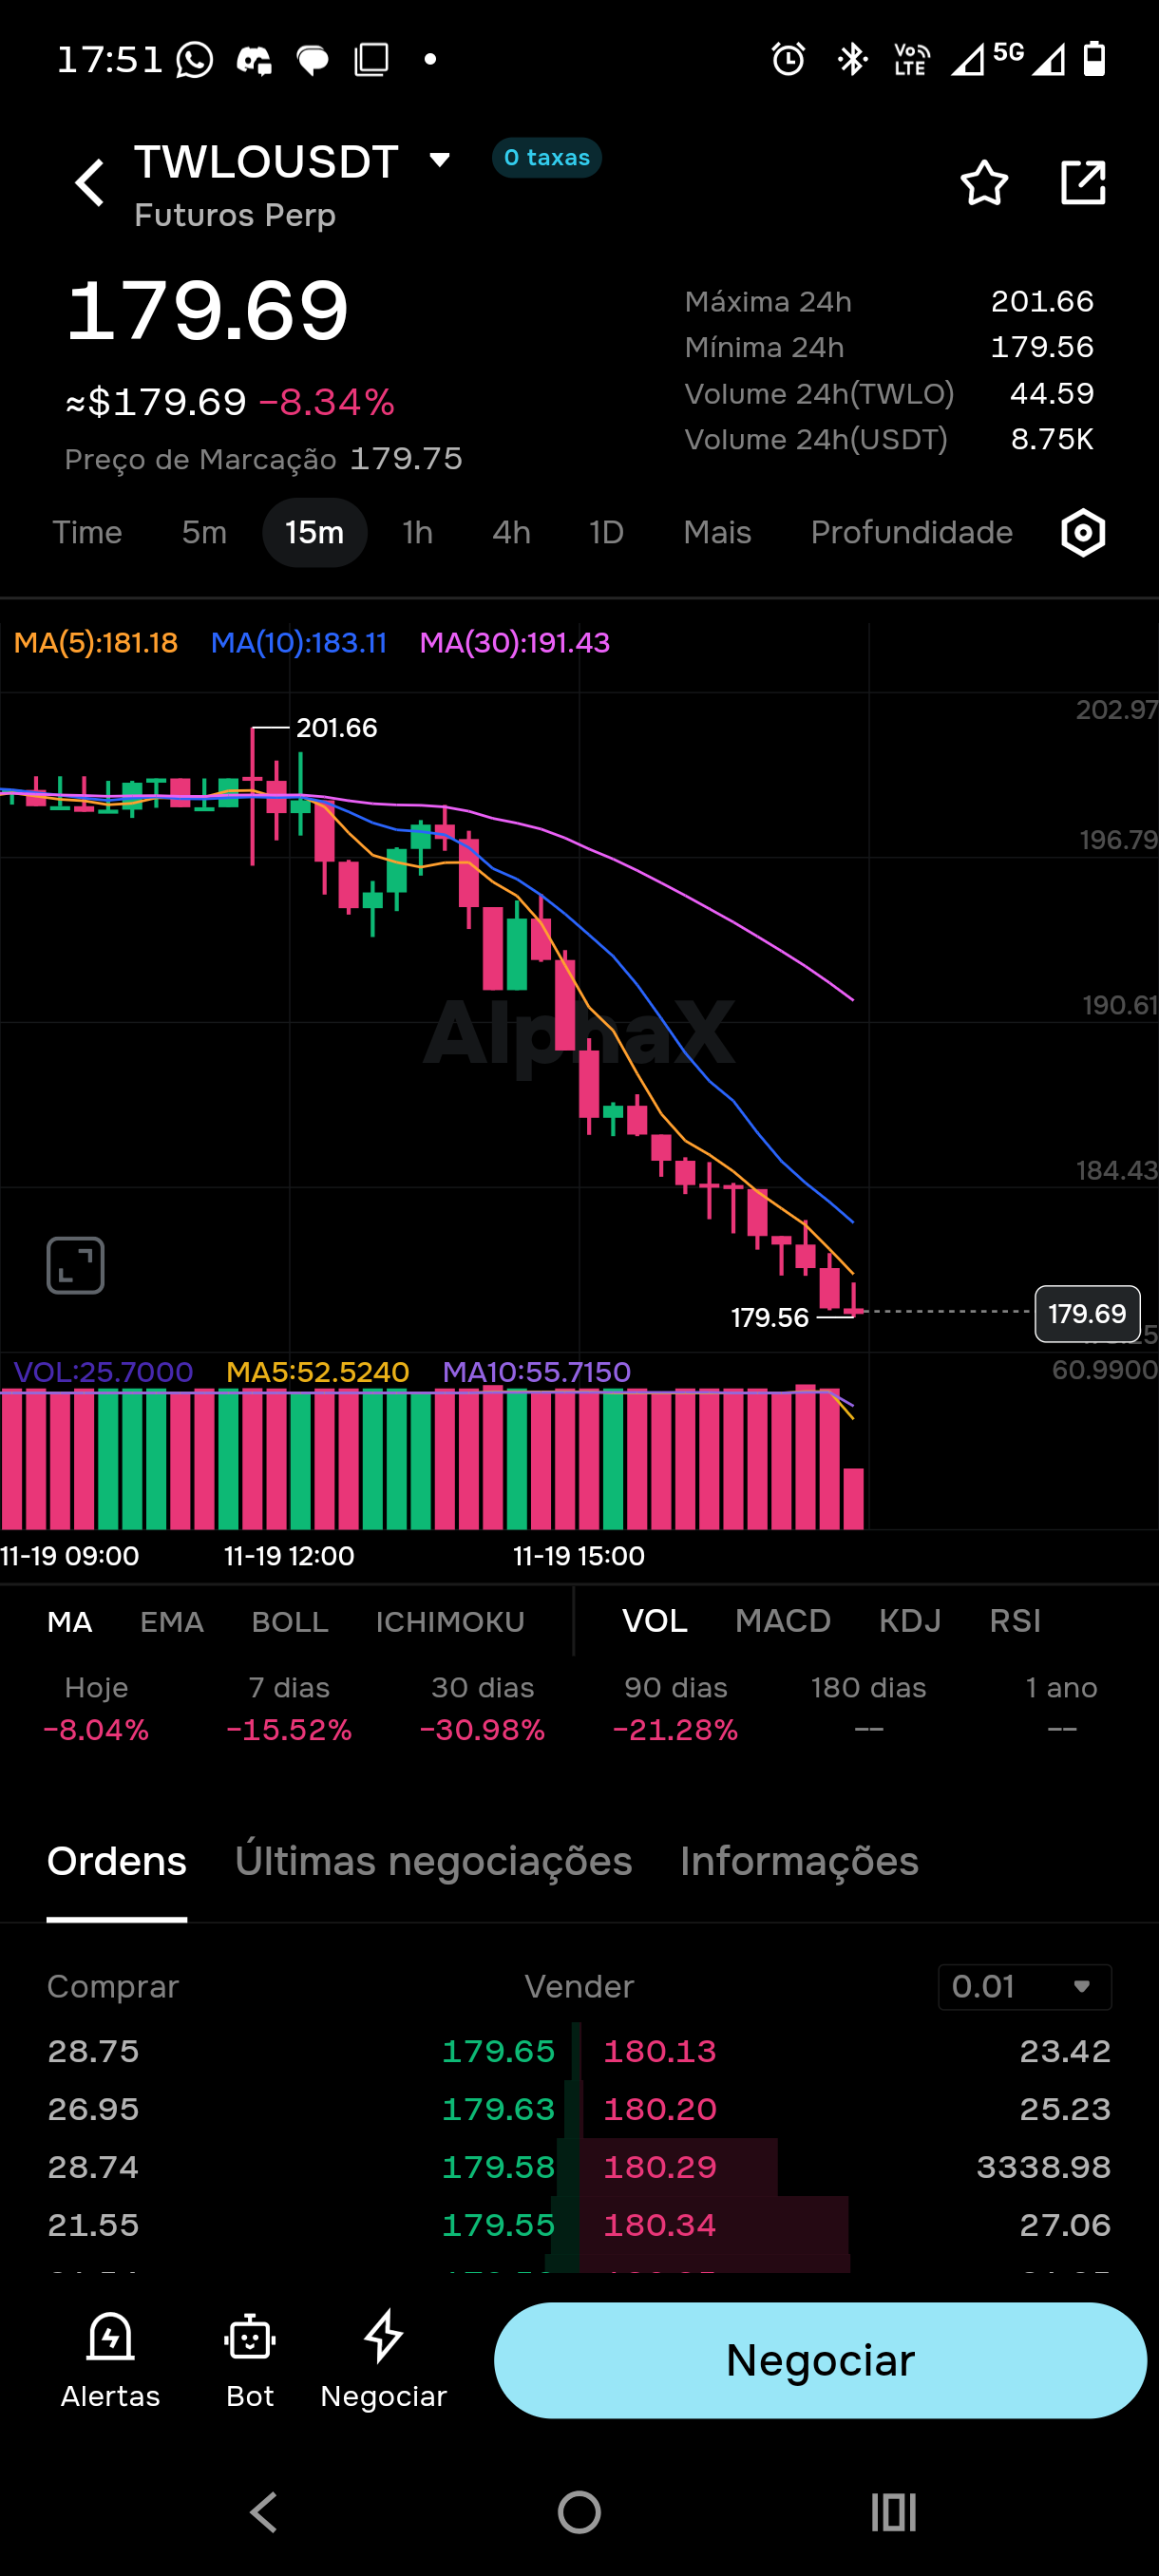 17:51
VoLTE 5G
TWLOUSDT 0 taxas
Futuros Perp
179.69
≈$179.69 -8.34%
Preço de Marcação 179.75
Máxima 24h 201.66
Mínima 24h 179.56
Volume 24h(TWLO) 44.59
Volume 24h(USDT) 8.75K
Time 5m 15m 1h 4h 1D Mais Profundidade
MA(5):181.18 MA(10):183.11 MA(30):191.43
202.97
201.66
196.79
190.61
AlphaX
184.43
179.56
179.69
VOL:25.7000 MA5:52.5240 MA10:55.7150 60.9900
11-19 09:00 11-19 12:00 11-19 15:00
MA EMA BOLL ICHIMOKU VOL MACD KDJ RSI
Hoje 7 dias 30 dias 90 dias 180 dias 1 ano
-8.04% -15.52% -30.98% -21.28% -- --
Ordens Últimas negociações Informações
Comprar Vender 0.01
28.75 179.65 180.13 23.42
26.95 179.63 180.20 25.23
28.74 179.58 180.29 3338.98
21.55 179.55 180.34 27.06
Alertas Bot Negociar Negociar